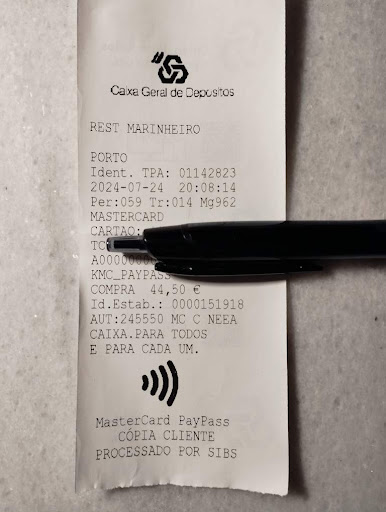 Caixa Geral de Depositos
REST MARINHEIRO
PORTO
Ident. TPA: 01142823
2024-07-24 20:08:14
Per:059 Tr:014 Mg962
MASTERCARD
CARTAO:
KMC_PAYPASS
COMPRA 44,50 €
Id.Estab.: 0000151918
AUT:245550 MC C NEEA
CAIXA.PARA TODOS
E PARA CADA UM.
MasterCard PayPass
CÓPIA CLIENTE
PROCESSADO POR SIBS